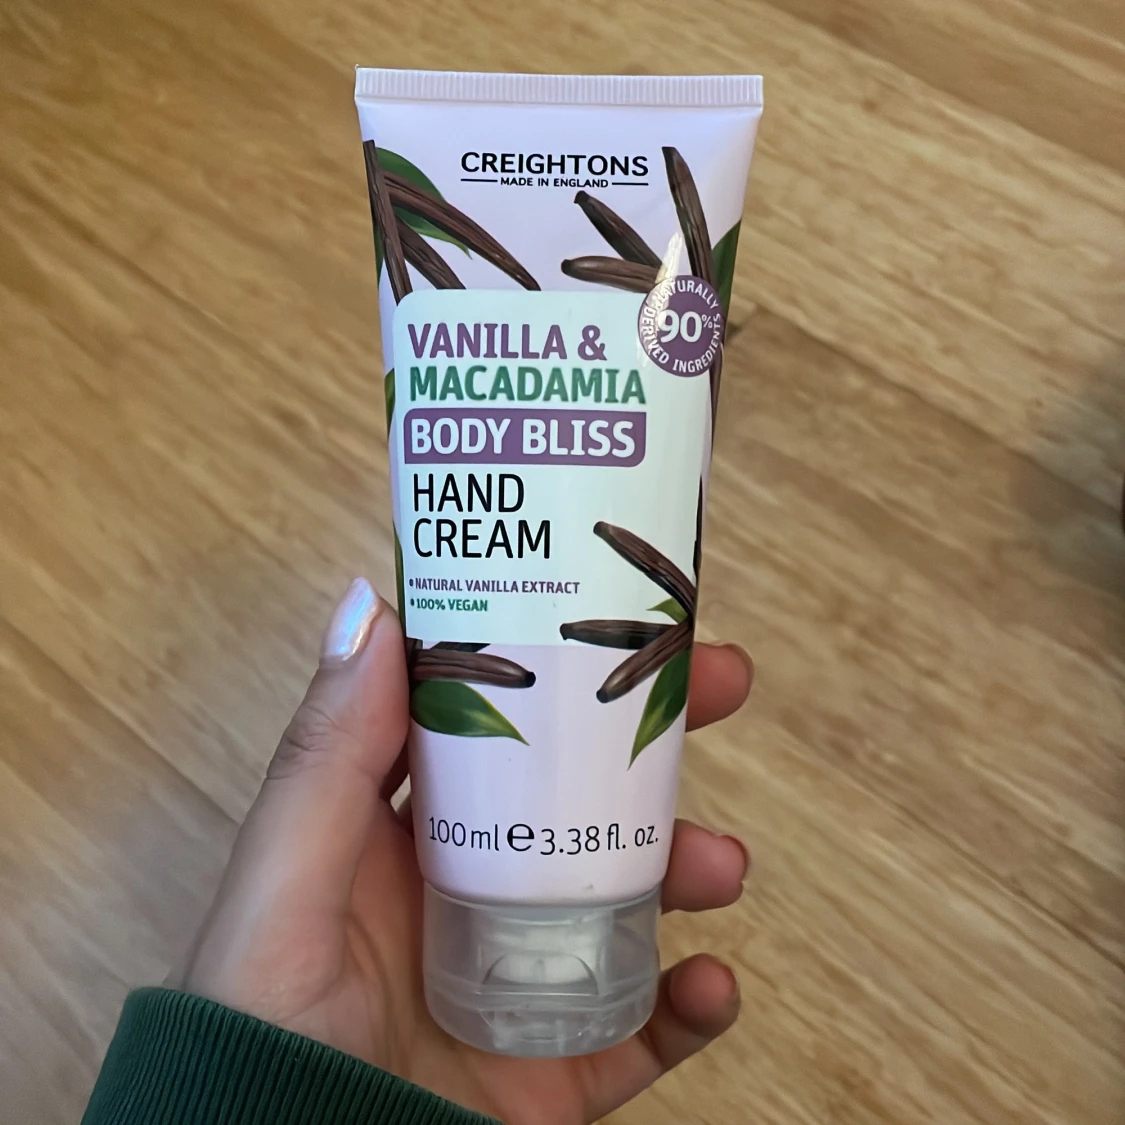 CREIGHTONS
MADE IN ENGLAND
NATURALLY DERIVED INGREDIENTS
90%
VANILLA &
MACADAMIA
BODY BLISS
HAND
CREAM
• NATURAL VANILLA EXTRACT
• 100% VEGAN
100ml e 3.38 fl. oz.